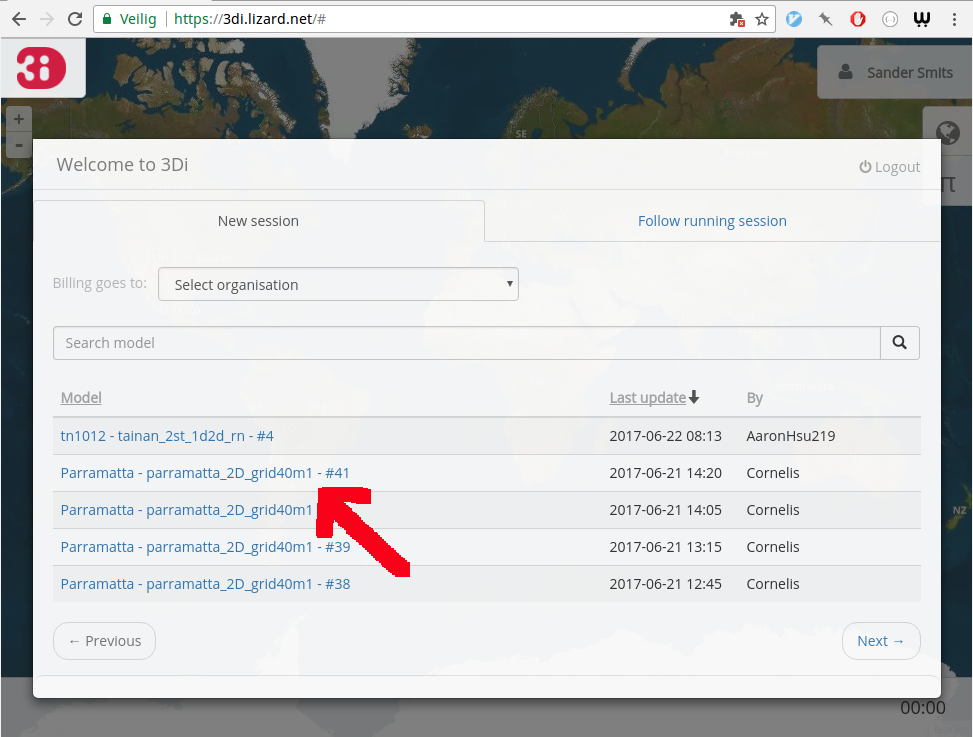 Veilig https://3di.lizard.net/#
3i
Sander Smits
+
-
SE
Welcome to 3Di
Logout
π
New session
Follow running session
Billing goes to:
Select organisation
Search model
Model Last update By
tn1012 - tainan_2st_1d2d_rn - #4 2017-06-22 08:13 AaronHsu219
Parramatta - parramatta_2D_grid40m1 - #41 2017-06-21 14:20 Cornelis
Parramatta - parramatta_2D_grid40m1 2017-06-21 14:05 Cornelis
NZ
Parramatta - parramatta_2D_grid40m1 - #39 2017-06-21 13:15 Cornelis
Parramatta - parramatta_2D_grid40m1 - #38 2017-06-21 12:45 Cornelis
← Previous
Next →
00:00